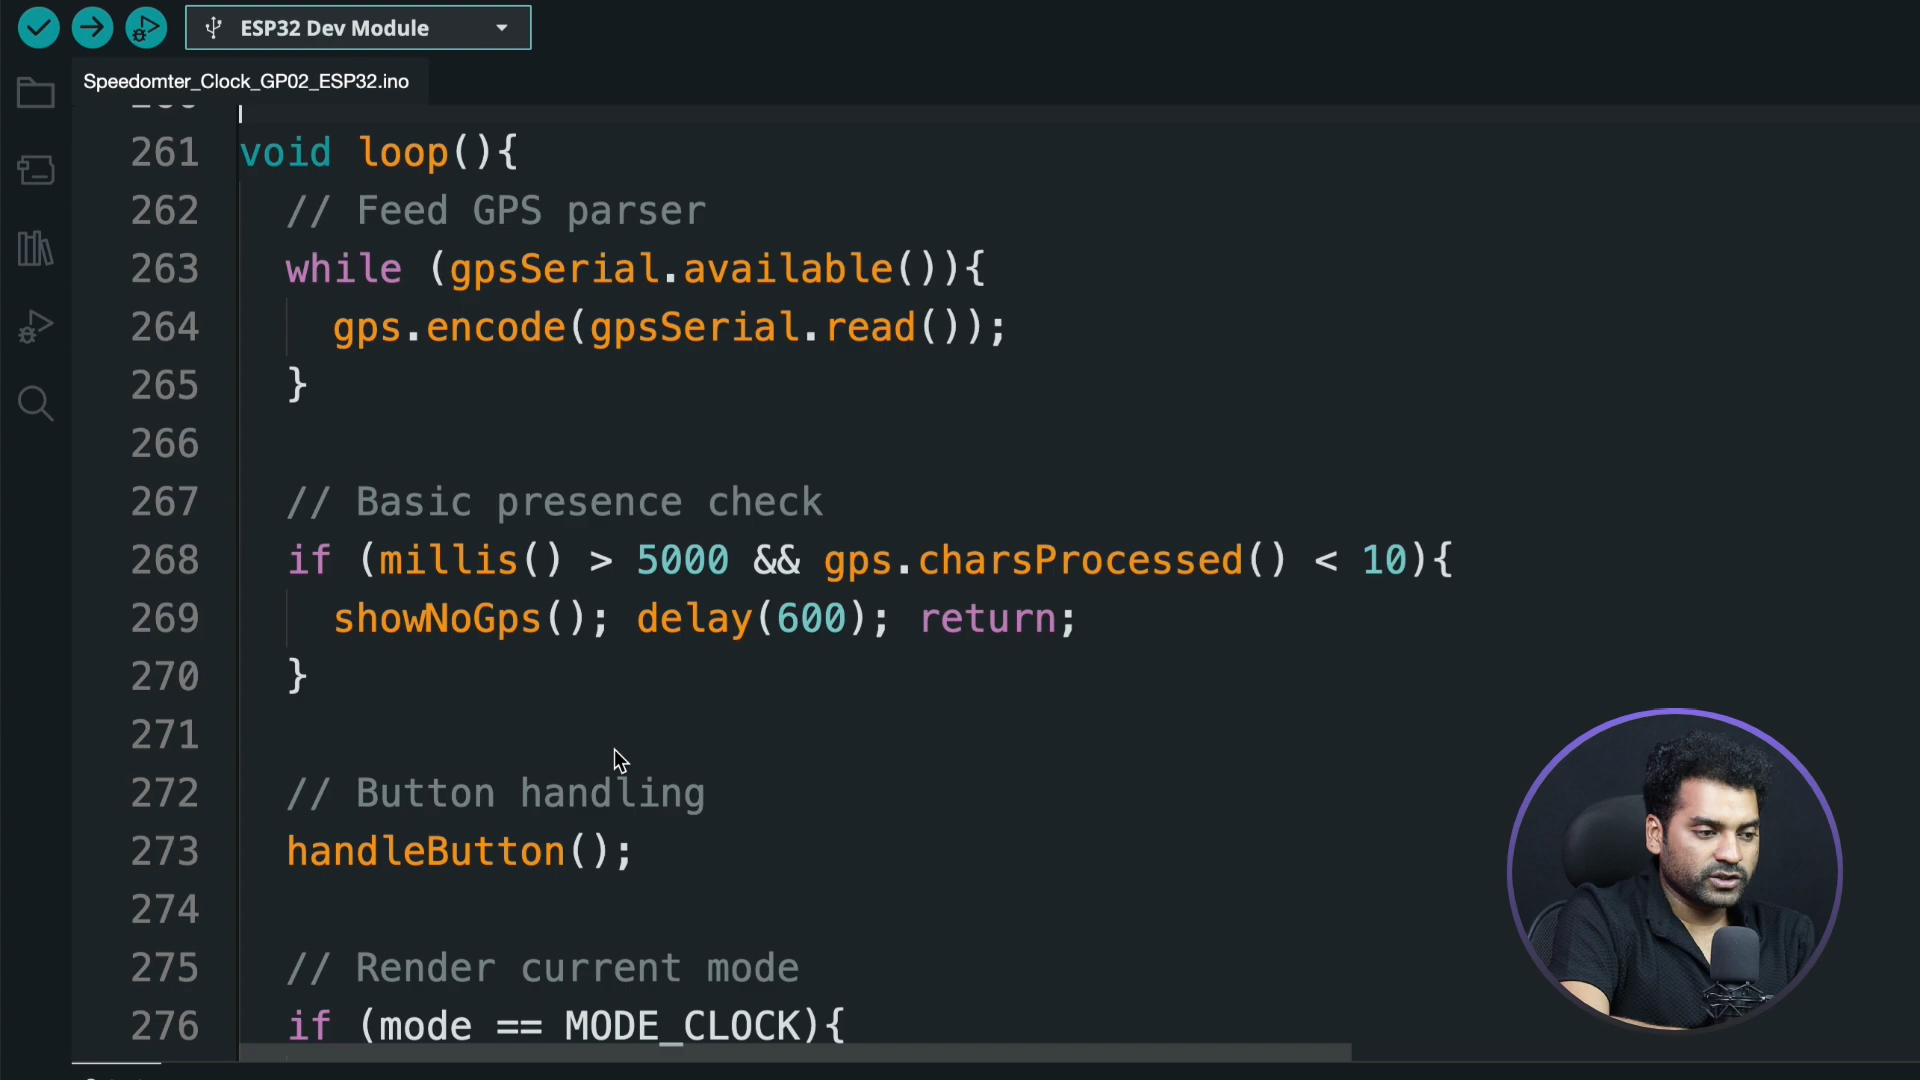 ESP32 Dev Module
Speedomter_Clock_GP02_ESP32.ino
261 void loop(){
262 // Feed GPS parser
263 while (gpsSerial.available()){
264 gps.encode(gpsSerial.read());
265 }
266
267 // Basic presence check
268 if (millis() > 5000 && gps.charsProcessed() < 10){
269 showNoGps(); delay(600); return;
270 }
271
272 // Button handling
273 handleButton();
274
275 // Render current mode
276 if (mode == MODE_CLOCK){